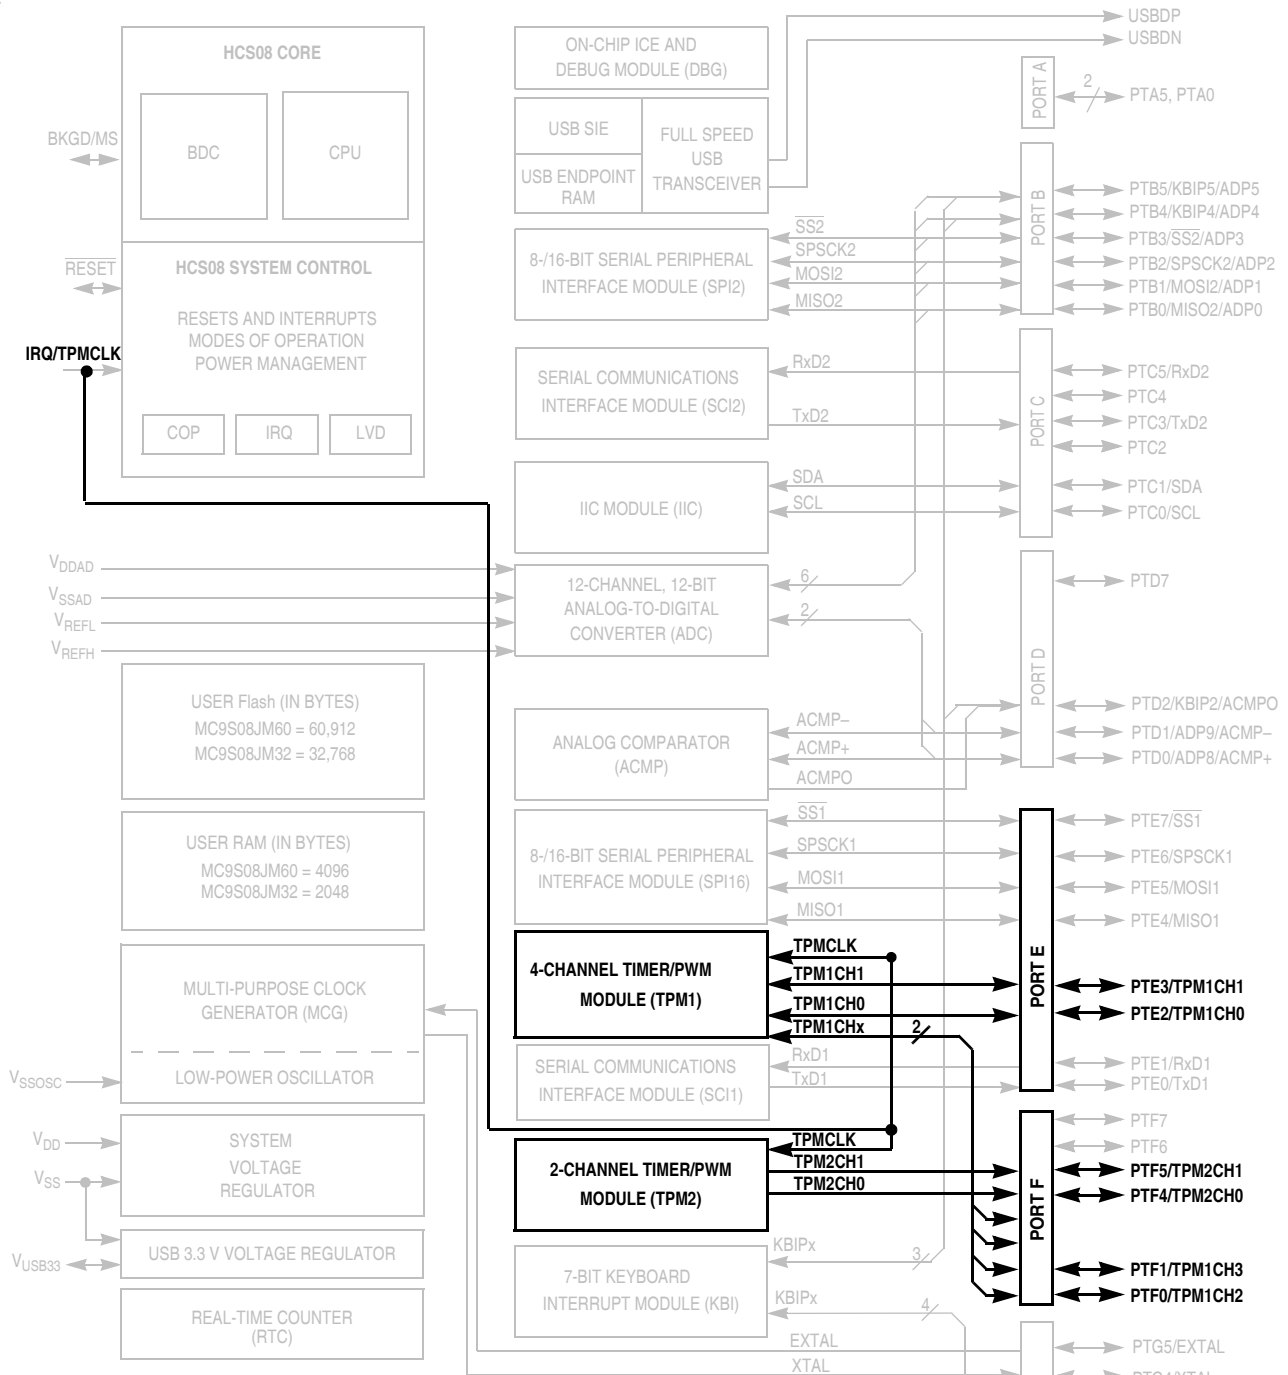 HCS08 CORE
BDC
CPU
BKGD/MS
RESET
HCS08 SYSTEM CONTROL
RESETS AND INTERRUPTS
MODES OF OPERATION
POWER MANAGEMENT
IRQ/TPMCLK
COP
IRQ
LVD
VDDAD
VSSAD
VREFL
VREFH
USER Flash (IN BYTES)
MC9S08JM60 = 60,912
MC9S08JM32 = 32,768
USER RAM (IN BYTES)
MC9S08JM60 = 4096
MC9S08JM32 = 2048
MULTI-PURPOSE CLOCK
GENERATOR (MCG)
LOW-POWER OSCILLATOR
VSSOSC
VDD
VSS
SYSTEM
VOLTAGE
REGULATOR
VUSB33
USB 3.3 V VOLTAGE REGULATOR
REAL-TIME COUNTER
(RTC)
ON-CHIP ICE AND
DEBUG MODULE (DBG)
USB SIE
USB ENDPOINT
RAM
FULL SPEED
USB
TRANSCEIVER
8-/16-BIT SERIAL PERIPHERAL
INTERFACE MODULE (SPI2)
SS2
SPSCK2
MOSI2
MISO2
SERIAL COMMUNICATIONS
INTERFACE MODULE (SCI2)
RxD2
TxD2
IIC MODULE (IIC)
SDA
SCL
12-CHANNEL, 12-BIT
ANALOG-TO-DIGITAL
CONVERTER (ADC)
6
2
ANALOG COMPARATOR
(ACMP)
ACMP–
ACMP+
ACMPO
8-/16-BIT SERIAL PERIPHERAL
INTERFACE MODULE (SPI16)
SS1
SPSCK1
MOSI1
MISO1
4-CHANNEL TIMER/PWM
MODULE (TPM1)
TPMCLK
TPM1CH1
TPM1CH0
TPM1CHx
2
SERIAL COMMUNICATIONS
INTERFACE MODULE (SCI1)
RxD1
TxD1
2-CHANNEL TIMER/PWM
MODULE (TPM2)
TPMCLK
TPM2CH1
TPM2CH0
7-BIT KEYBOARD
INTERRUPT MODULE (KBI)
KBIPx
3
KBIPx
4
EXTAL
XTAL
USBDP
USBDN
PORT A
2
PTA5, PTA0
PORT B
PTB5/KBIP5/ADP5
PTB4/KBIP4/ADP4
PTB3/SS2/ADP3
PTB2/SPSCK2/ADP2
PTB1/MOSI2/ADP1
PTB0/MISO2/ADP0
PORT C
PTC5/RxD2
PTC4
PTC3/TxD2
PTC2
PTC1/SDA
PTC0/SCL
PORT D
PTD7
PTD2/KBIP2/ACMPO
PTD1/ADP9/ACMP–
PTD0/ADP8/ACMP+
PORT E
PTE7/SS1
PTE6/SPSCK1
PTE5/MOSI1
PTE4/MISO1
PTE3/TPM1CH1
PTE2/TPM1CH0
PTE1/RxD1
PTE0/TxD1
PORT F
PTF7
PTF6
PTF5/TPM2CH1
PTF4/TPM2CH0
PTF1/TPM1CH3
PTF0/TPM1CH2
PTG5/EXTAL